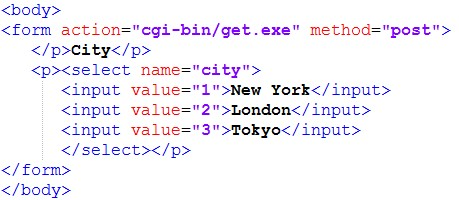 <body>
<form action="cgi-bin/get.exe" method="post">
</p>City</p>
<p><select name="city">
<input value="1">New York</input>
<input value="2">London</input>
<input value="3">Tokyo</input>
</select></p>
</form>
</body>